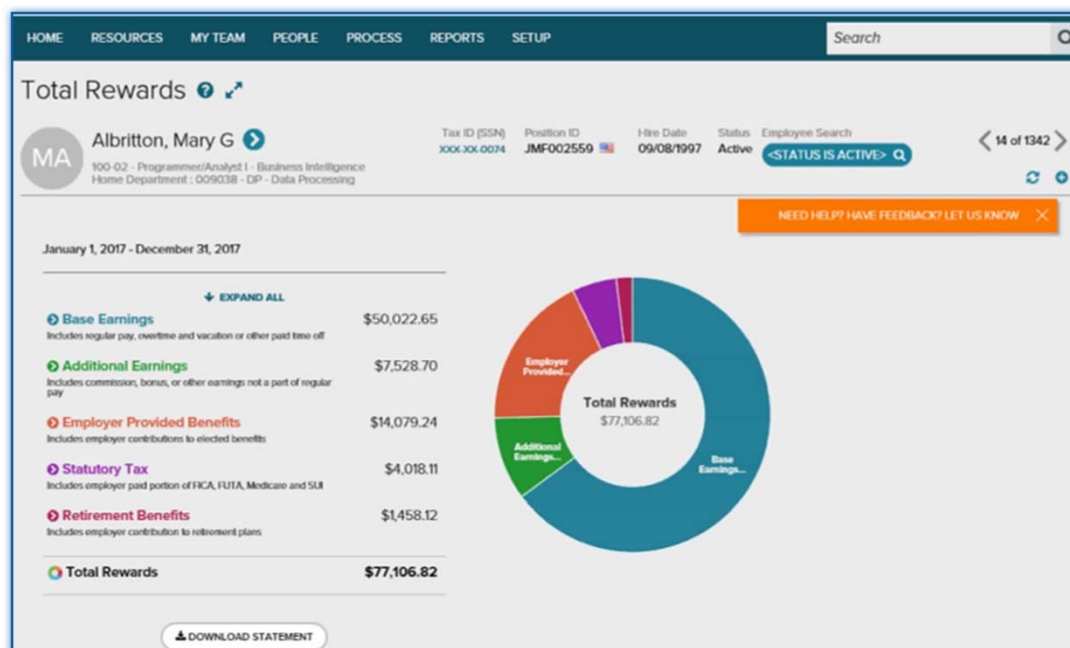 HOME RESOURCES MY TEAM PEOPLE PROCESS REPORTS SETUP Search
Total Rewards ?
MA
Albritton, Mary G
100-02 - Programmer/Analyst I - Business Intelligence
Home Department : 009038 - DP - Data Processing
Tax ID (SSN) Position ID Hire Date Status Employee Search
XXX-XX-0074 JMF002559 09/08/1997 Active <STATUS IS ACTIVE>
14 of 1342
NEED HELP? HAVE FEEDBACK? LET US KNOW
January 1, 2017 - December 31, 2017
EXPAND ALL
Base Earnings $50,022.65
Includes regular pay, overtime and vacation or other paid time off
Additional Earnings $7,528.70
Includes commission, bonus, or other earnings not a part of regular
pay
Employer Provided Benefits $14,079.24
Includes employer contributions to elected benefits
Statutory Tax $4,018.11
Includes employer paid portion of FICA, FUTA, Medicare and SUI
Retirement Benefits $1,458.12
Includes employer contribution to retirement plans
Total Rewards $77,106.82
DOWNLOAD STATEMENT
Employer
Provided...
Additional
Earnings...
Total Rewards
$77,106.82
Base
Earnings...